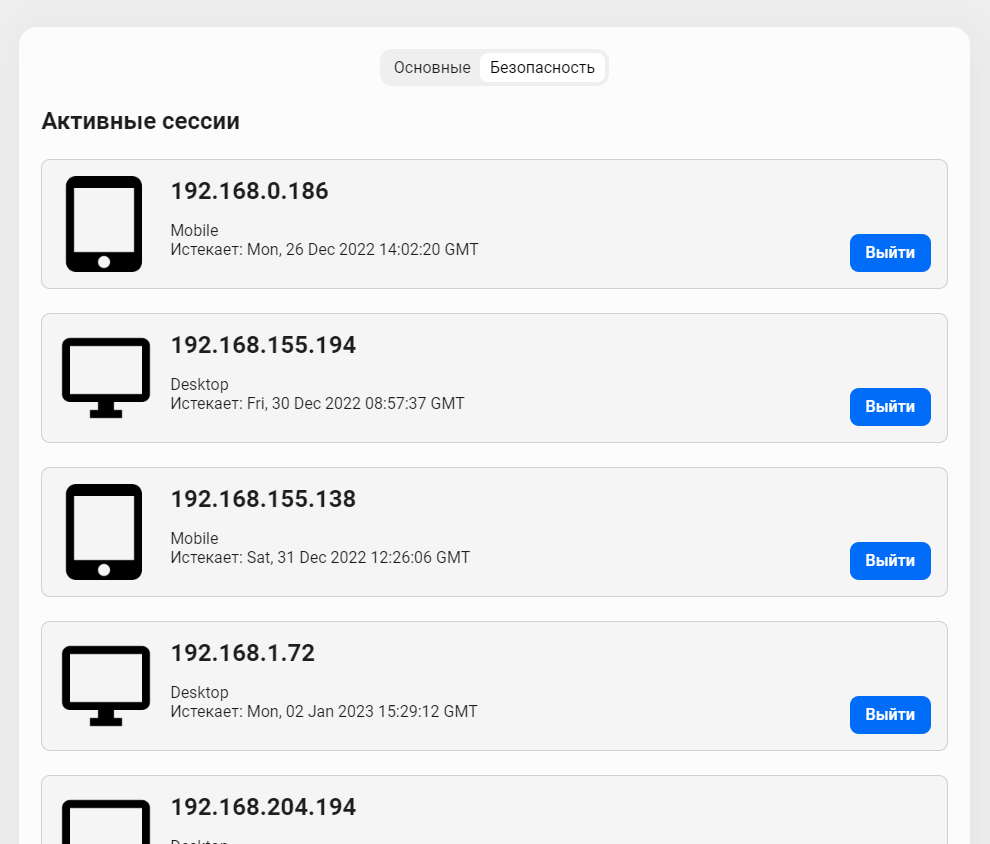 Основные Безопасность
Активные сессии
192.168.0.186
Mobile
Истекает: Mon, 26 Dec 2022 14:02:20 GMT
Выйти
192.168.155.194
Desktop
Истекает: Fri, 30 Dec 2022 08:57:37 GMT
Выйти
192.168.155.138
Mobile
Истекает: Sat, 31 Dec 2022 12:26:06 GMT
Выйти
192.168.1.72
Desktop
Истекает: Mon, 02 Jan 2023 15:29:12 GMT
Выйти
192.168.204.194
Desktop